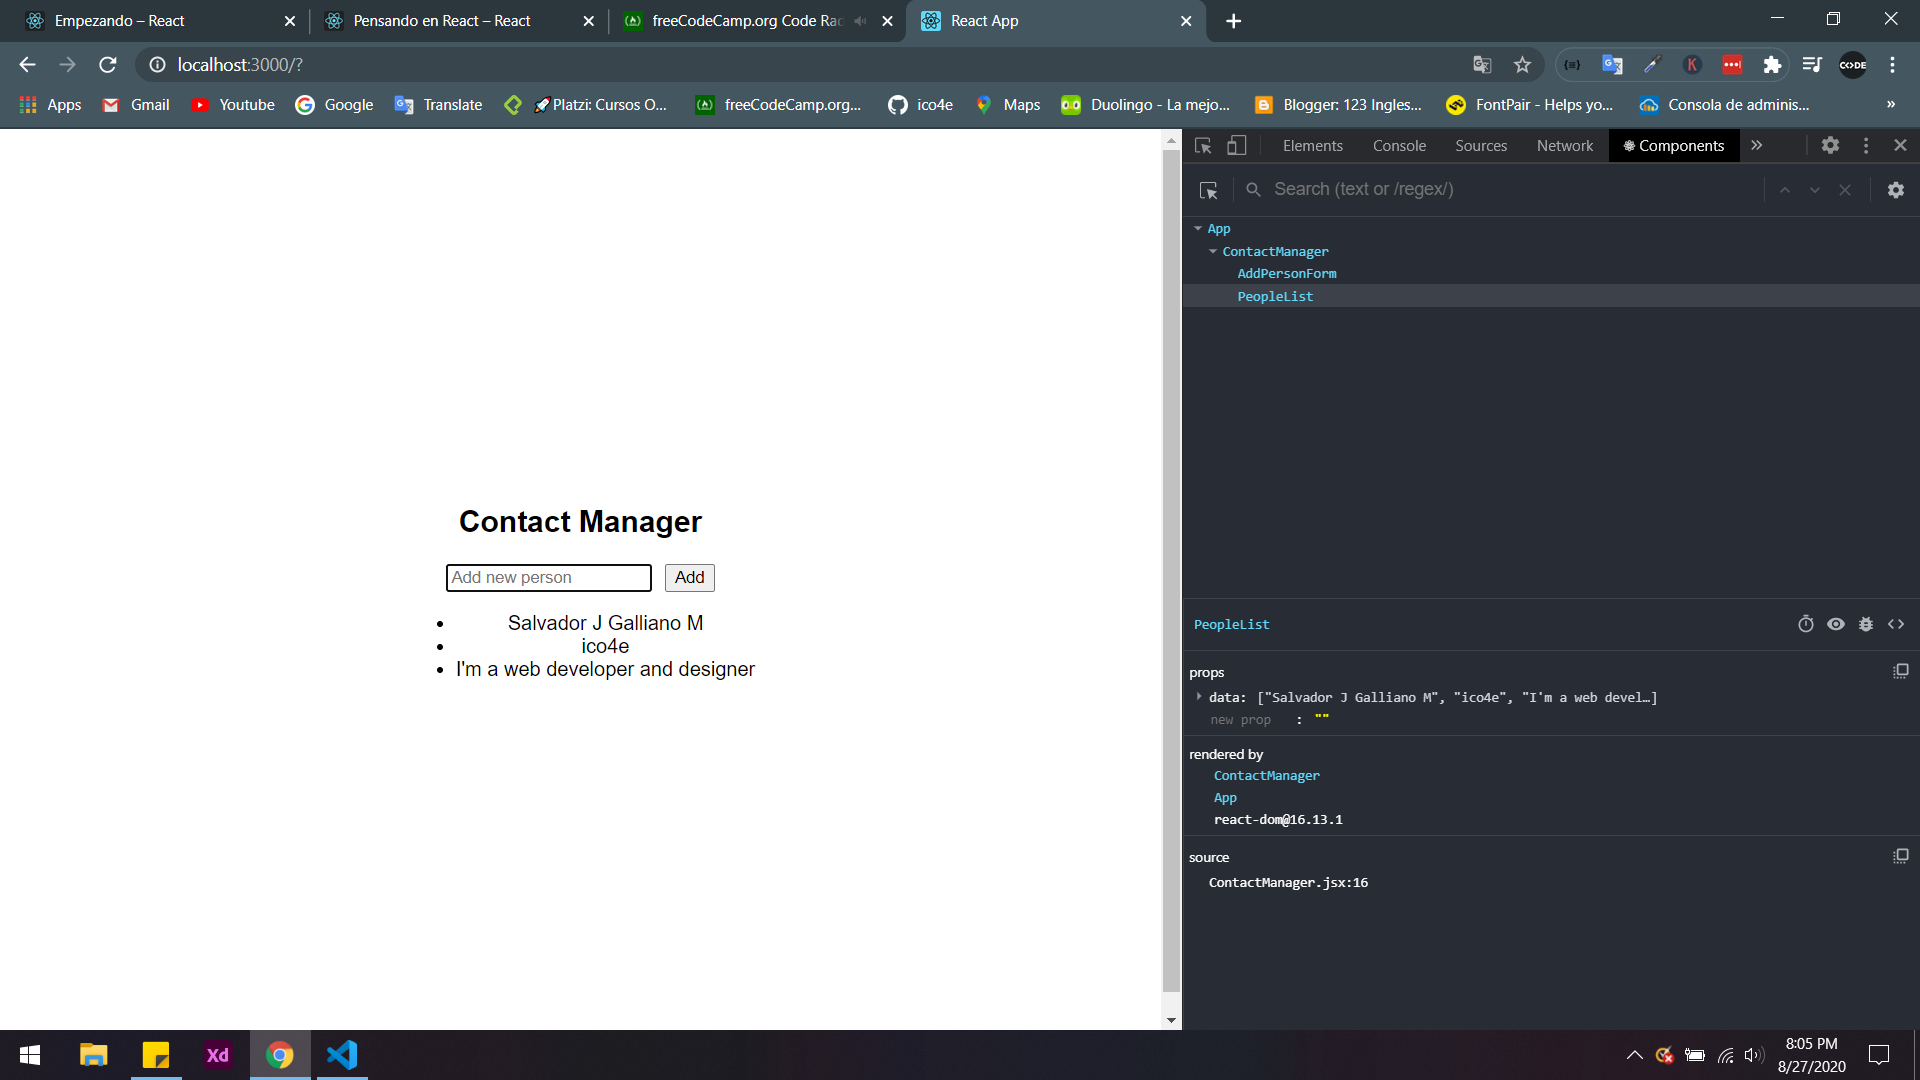 Empezando – React
Pensando en React – React
freeCodeCamp.org Code Rac
React App
localhost:3000/?
Apps
Gmail
Youtube
Google
Translate
🚀Platzi: Cursos O...
freeCodeCamp.org...
ico4e
Maps
Duolingo - La mejo...
Blogger: 123 Ingles...
FontPair - Helps yo...
Consola de adminis...
»
Elements
Console
Sources
Network
⚛ Components
»
Search (text or /regex/)
App
ContactManager
AddPersonForm
PeopleList
Contact Manager
Add new person
Add
• Salvador J Galliano M
• ico4e
• I'm a web developer and designer
PeopleList
props
data: ["Salvador J Galliano M", "ico4e", "I'm a web devel…]
new prop : ""
rendered by
ContactManager
App
react-dom@16.13.1
source
ContactManager.jsx:16
Xd
8:05 PM
8/27/2020